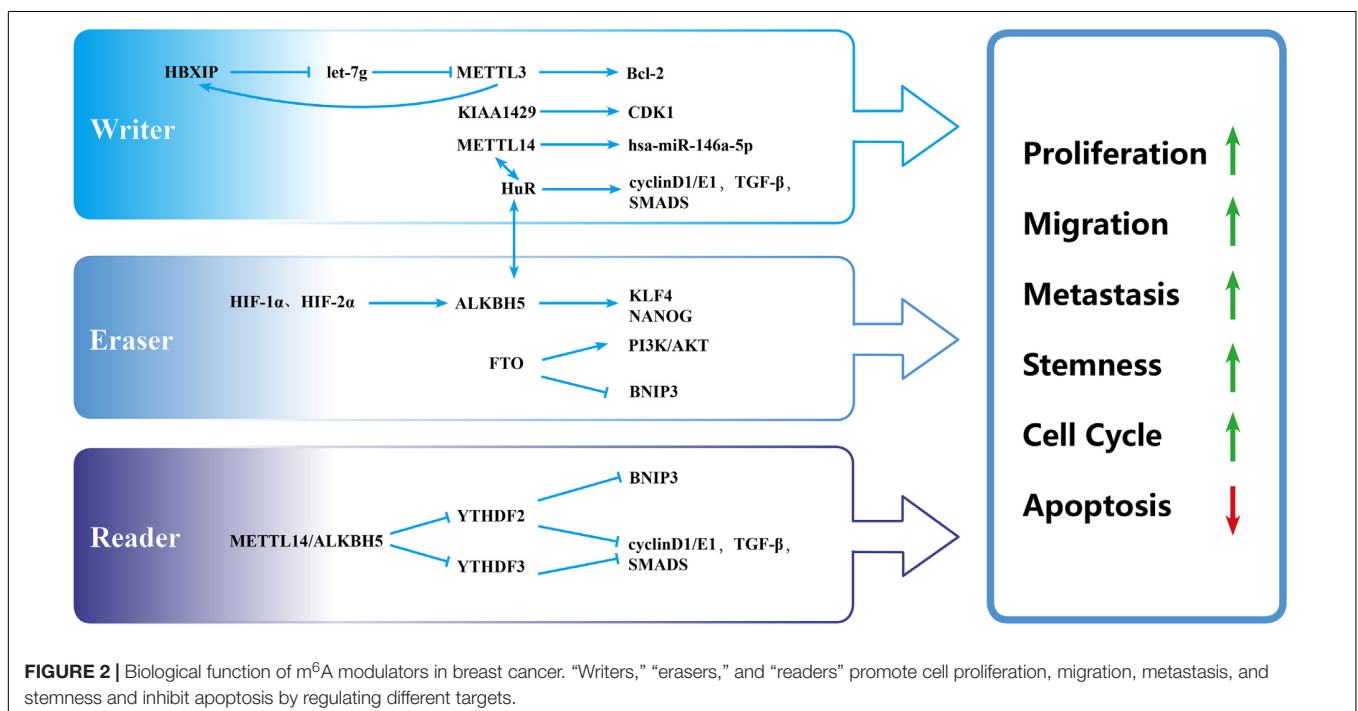 HBXIP let-7g METTL3 Bcl-2
KIAA1429 CDK1
Writer
METTL14 hsa-miR-146a-5p
HuR cyclinD1/E1, TGF-β,
SMADS
HIF-1α、HIF-2α ALKBH5 KLF4
NANOG
Eraser
FTO PI3K/AKT
BNIP3
BNIP3
YTHDF2
Reader
METTL14/ALKBH5
cyclinD1/E1, TGF-β,
YTHDF3 SMADS
Proliferation
Migration
Metastasis
Stemness
Cell Cycle
Apoptosis
FIGURE 2 | Biological function of m⁶A modulators in breast cancer. “Writers,” “erasers,” and “readers” promote cell proliferation, migration, metastasis, and
stemness and inhibit apoptosis by regulating different targets.